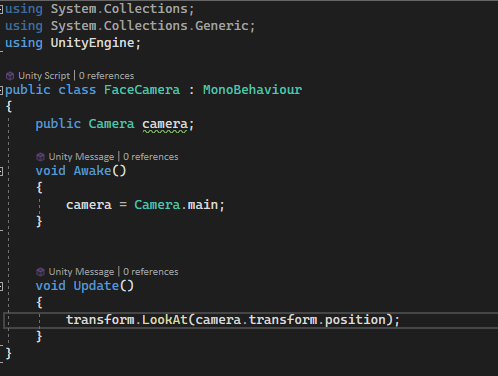 using System.Collections;
using System.Collections.Generic;
using UnityEngine;
Unity Script | 0 references
public class FaceCamera : MonoBehaviour
{
public Camera camera;
Unity Message | 0 references
void Awake()
{
camera = Camera.main;
}
Unity Message | 0 references
void Update()
{
transform.LookAt(camera.transform.position);
}
}